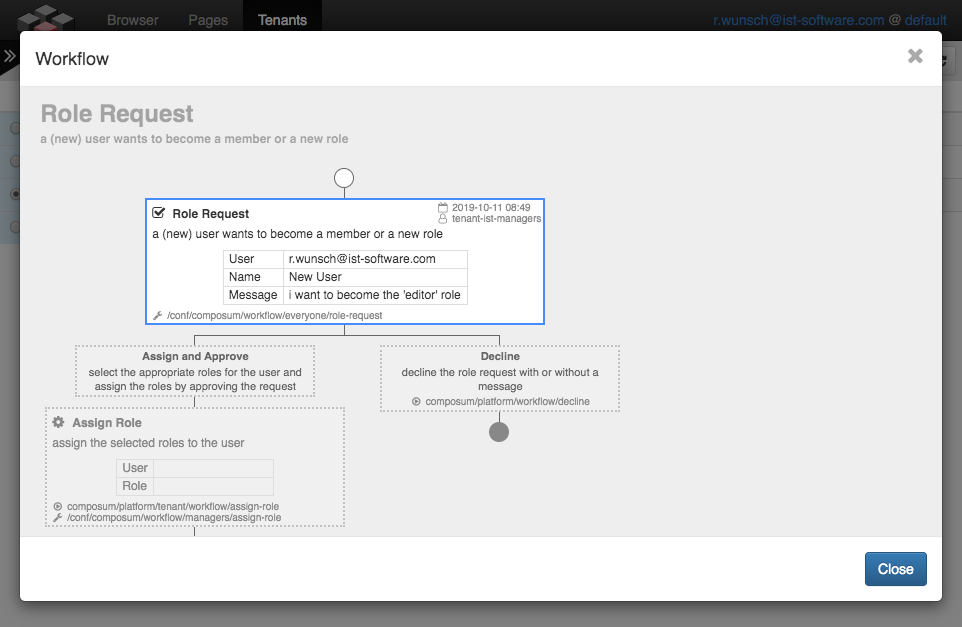 Browser Pages Tenants r.wunsch@ist-software.com @ default
Workflow
Role Request
a (new) user wants to become a member or a new role
Role Request 2019-10-11 08:49
tenant-ist-managers
a (new) user wants to become a member or a new role
User r.wunsch@ist-software.com
Name New User
Message i want to become the 'editor' role
/conf/composum/workflow/everyone/role-request
Assign and Approve
select the appropriate roles for the user and
assign the roles by approving the request
Decline
decline the role request with or without a
message
composum/platform/workflow/decline
Assign Role
assign the selected roles to the user
User
Role
composum/platform/tenant/workflow/assign-role
/conf/composum/workflow/managers/assign-role
Close